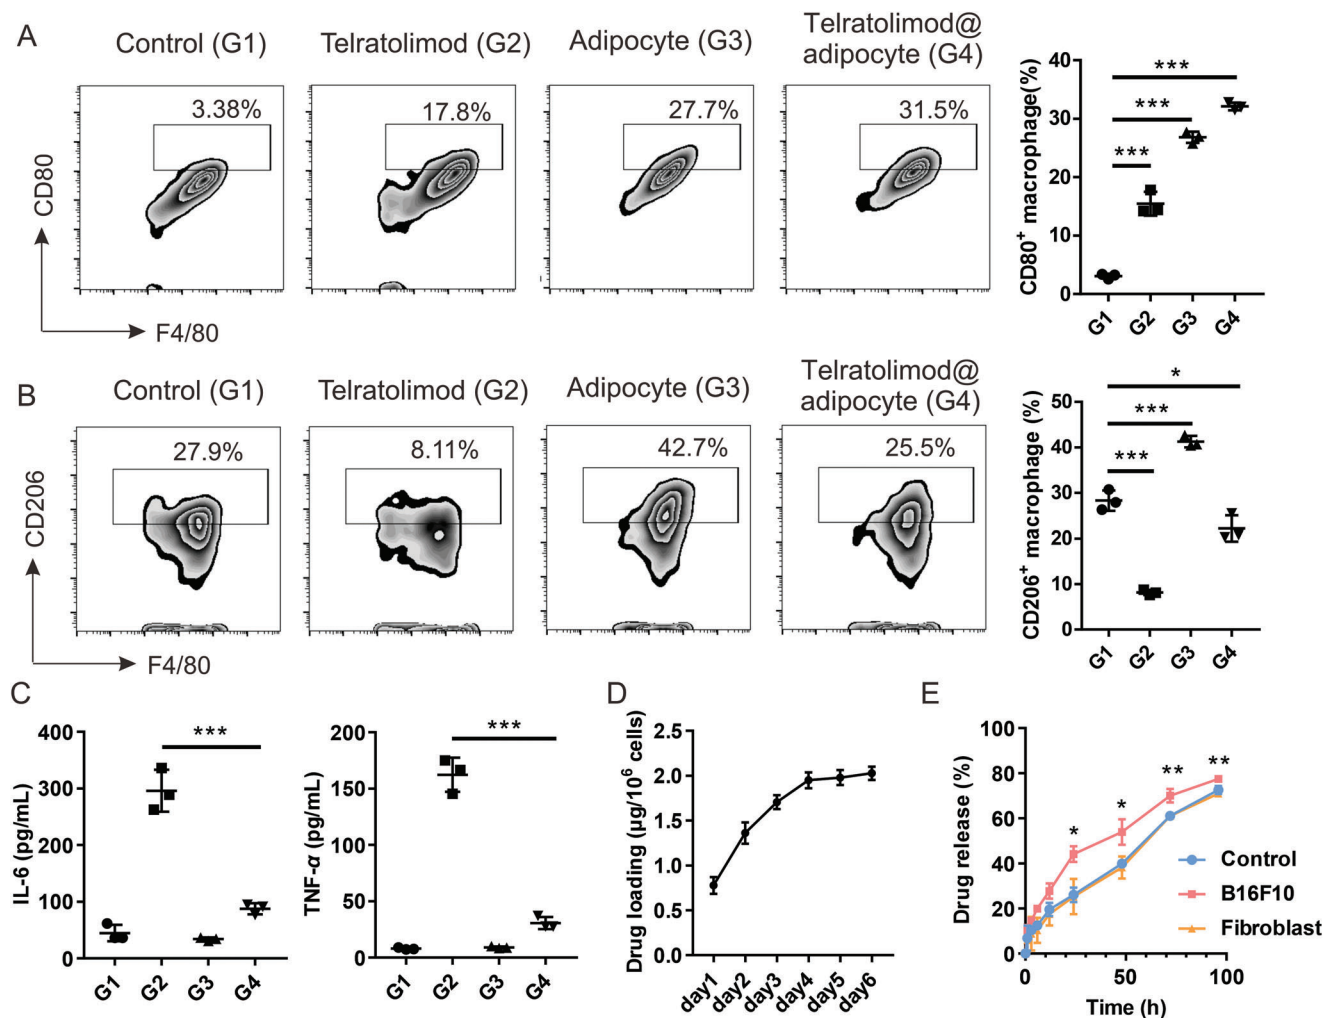 A
Control (G1)
Telratolimod (G2)
Adipocyte (G3)
Telratolimod@
adipocyte (G4)
3.38%
17.8%
27.7%
31.5%
CD80
F4/80
CD80+ macrophage(%)
40
30
20
10
0
***
***
***
G1
G2
G3
G4
B
Control (G1)
Telratolimod (G2)
Adipocyte (G3)
Telratolimod@
adipocyte (G4)
27.9%
8.11%
42.7%
25.5%
CD206
F4/80
CD206+ macrophage (%)
50
40
30
20
10
0
*
***
***
G1
G2
G3
G4
C
IL-6 (pg/mL)
400
300
200
100
0
***
G1
G2
G3
G4
TNF-α (pg/mL)
200
150
100
50
0
***
G1
G2
G3
G4
D
Drug loading (μg/10⁶ cells)
2.5
2.0
1.5
1.0
0.5
0.0
day1
day2
day3
day4
day5
day6
E
Drug release (%)
80
60
40
20
0
*
*
**
**
Control
B16F10
Fibroblast
0
50
100
Time (h)